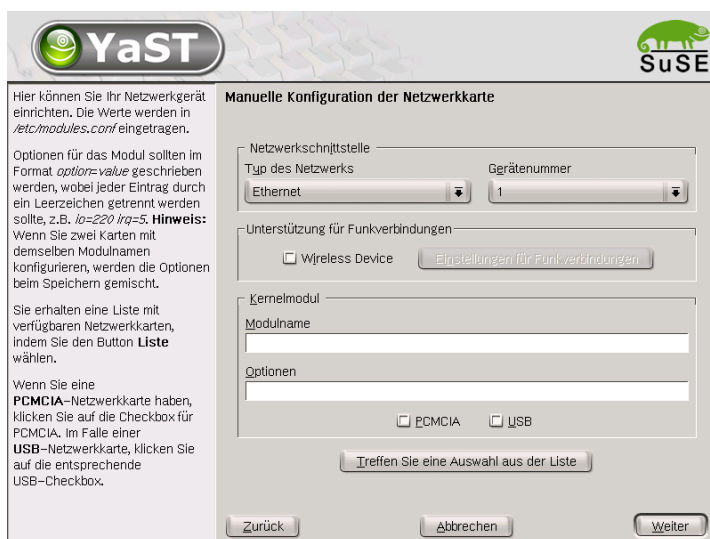 YaST
SuSE
Hier können Sie Ihr Netzwerkgerät
einrichten. Die Werte werden in
/etc/modules.conf eingetragen.
Optionen für das Modul sollten im
Format option=value geschrieben
werden, wobei jeder Eintrag durch
ein Leerzeichen getrennt werden
sollte, z.B. io=220 irq=5. Hinweis:
Wenn Sie zwei Karten mit
demselben Modulnamen
konfigurieren, werden die Optionen
beim Speichern gemischt.
Sie erhalten eine Liste mit
verfügbaren Netzwerkkarten,
indem Sie den Button Liste
wählen.
Wenn Sie eine
PCMCIA-Netzwerkkarte haben,
klicken Sie auf die Checkbox für
PCMCIA. Im Falle einer
USB-Netzwerkkarte, klicken Sie
auf die entsprechende
USB-Checkbox.
Manuelle Konfiguration der Netzwerkkarte
Netzwerkschnittstelle
Typ des Netzwerks
Gerätenummer
Ethernet
1
Unterstützung für Funkverbindungen
Wireless Device
Einstellungen für Funkverbindungen
Kernelmodul
Modulname
Optionen
PCMCIA
USB
Treffen Sie eine Auswahl aus der Liste
Zurück
Abbrechen
Weiter